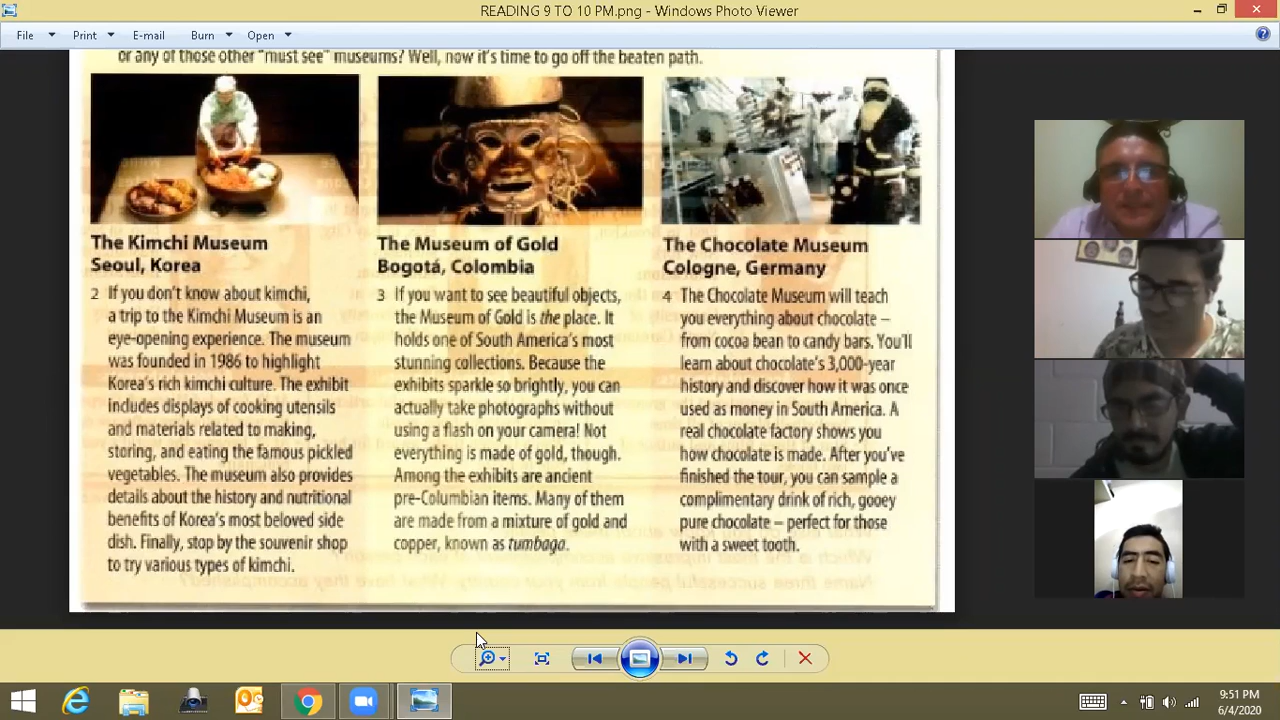 READING 9 TO 10 PM.png - Windows Photo Viewer
File Print E-mail Burn Open
or any of those other "must see" museums? Well, now it's time to go off the beaten path.
The Kimchi Museum
Seoul, Korea
2 If you don't know about kimchi,
a trip to the Kimchi Museum is an
eye-opening experience. The museum
was founded in 1986 to highlight
Korea's rich kimchi culture. The exhibit
includes displays of cooking utensils
and materials related to making,
storing, and eating the famous pickled
vegetables. The museum also provides
details about the history and nutritional
benefits of Korea's most beloved side
dish. Finally, stop by the souvenir shop
to try various types of kimchi.
The Museum of Gold
Bogotá, Colombia
3 If you want to see beautiful objects,
the Museum of Gold is the place. It
holds one of South America's most
stunning collections. Because the
exhibits sparkle so brightly, you can
actually take photographs without
using a flash on your camera! Not
everything is made of gold, though.
Among the exhibits are ancient
pre-Columbian items. Many of them
are made from a mixture of gold and
copper, known as tumbaga.
The Chocolate Museum
Cologne, Germany
4 The Chocolate Museum will teach
you everything about chocolate –
from cocoa bean to candy bars. You'll
learn about chocolate's 3,000-year
history and discover how it was once
used as money in South America. A
real chocolate factory shows you
how chocolate is made. After you've
finished the tour, you can sample a
complimentary drink of rich, gooey
pure chocolate – perfect for those
with a sweet tooth.
9:51 PM
6/4/2020